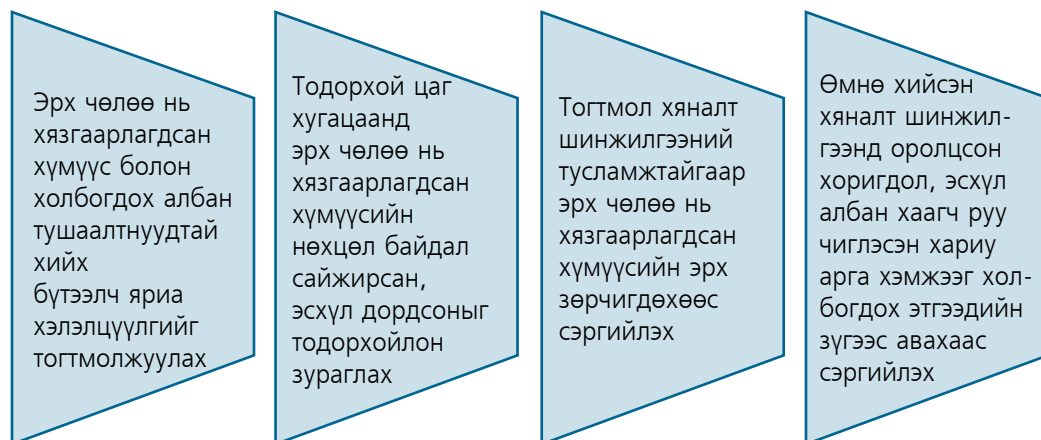 Эрх чөлөө нь
хязгаарлагдсан
хүмүүс болон
холбогдох албан
тушаалтнуудтай
хийх
бүтээлч яриа
хэлэлцүүлгийг
тогтмолжуулах
Тодорхой цаг
хугацаанд
эрх чөлөө нь
хязгаарлагдсан
хүмүүсийн
нөхцөл байдал
сайжирсан,
эсхүл дордсоныг
тодорхойлон
зураглах
Тогтмол хяналт
шинжилгээний
тусламжтайгаар
эрх чөлөө нь
хязгаарлагдсан
хүмүүсийн эрх
зөрчигдөхөөс
сэргийлэх
Өмнө хийсэн
хяналт шинжил-
гээнд оролцсон
хоригдол, эсхүл
албан хаагч руу
чиглэсэн хариу
арга хэмжээг хол-
богдох этгээдийн
зүгээс авахаас
сэргийлэх